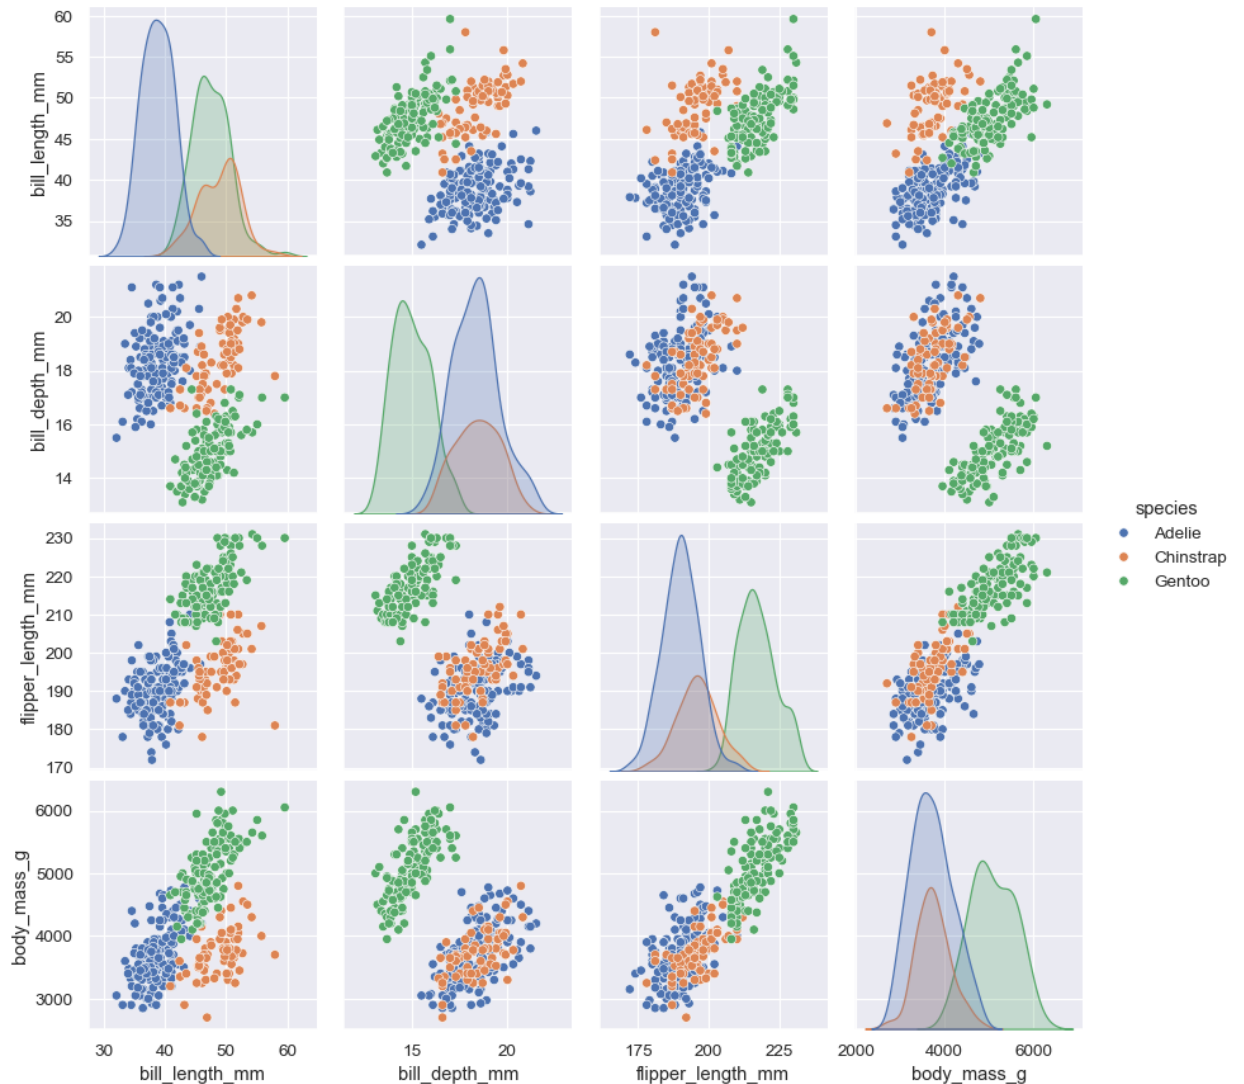 60
55
50
45
40
35
bill_length_mm
20
18
16
14
bill_depth_mm
species
Adelie
Chinstrap
Gentoo
230
220
210
200
190
180
170
flipper_length_mm
6000
5000
4000
3000
body_mass_g
30 40 50 60
15 20
175 200 225
2000 4000 6000
bill_length_mm
bill_depth_mm
flipper_length_mm
body_mass_g